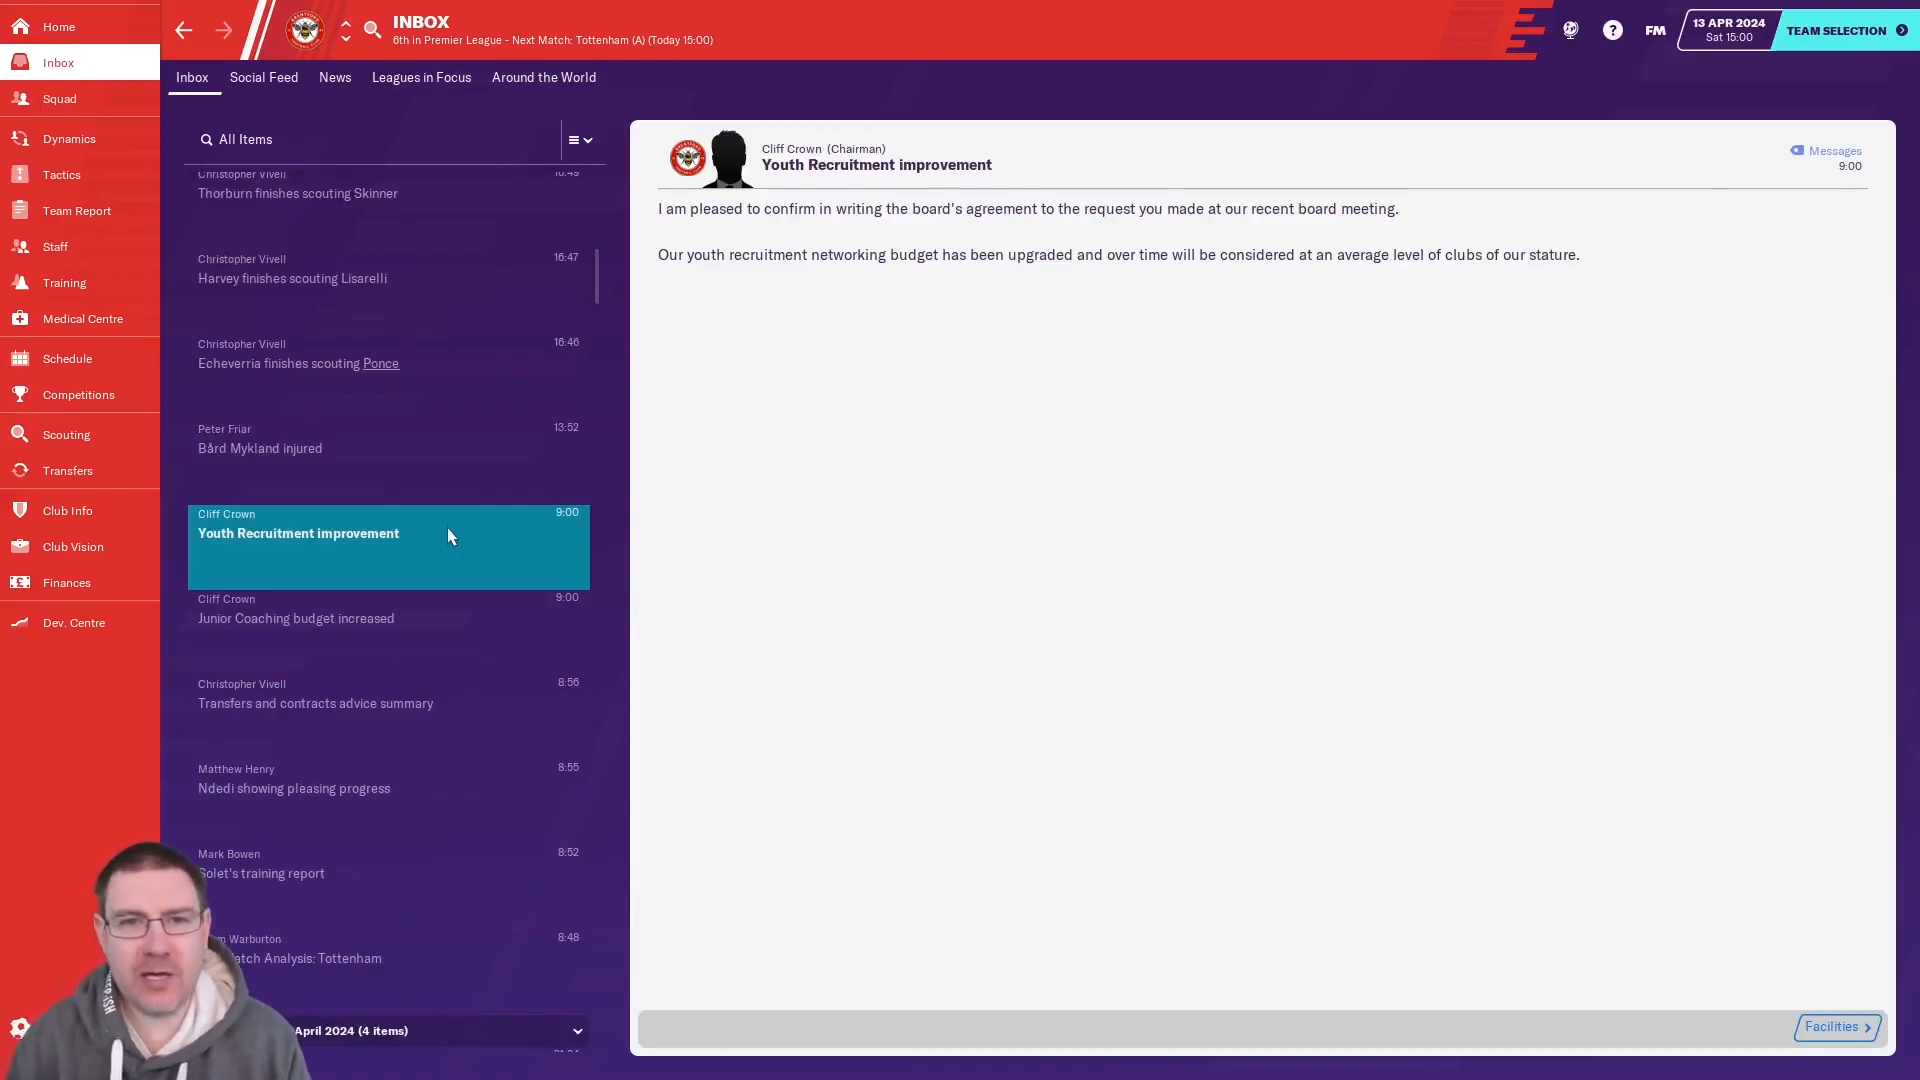 Home
Inbox
Squad
Dynamics
Tactics
Team Report
Staff
Training
Medical Centre
Schedule
Competitions
Scouting
Transfers
Club Info
Club Vision
Finances
Dev. Centre
INBOX
6th in Premier League - Next Match: Tottenham (A) (Today 15:00)
FM
13 APR 2024
Sat 15:00
TEAM SELECTION
Inbox
Social Feed
News
Leagues in Focus
Around the World
All Items
Christopher Vivell
Thorburn finishes scouting Skinner
Christopher Vivell 16:47
Harvey finishes scouting Lisarelli
Christopher Vivell 16:46
Echeverria finishes scouting Ponce
Peter Friar 13:52
Bård Mykland injured
Cliff Crown 9:00
Youth Recruitment improvement
Cliff Crown 9:00
Junior Coaching budget increased
Christopher Vivell 8:56
Transfers and contracts advice summary
Matthew Henry 8:55
Ndedi showing pleasing progress
Mark Bowen 8:52
Solet's training report
Warburton 8:48
Analysis: Tottenham
April 2024 (4 items)
Cliff Crown (Chairman)
Youth Recruitment improvement
Messages
9:00
I am pleased to confirm in writing the board's agreement to the request you made at our recent board meeting.
Our youth recruitment networking budget has been upgraded and over time will be considered at an average level of clubs of our stature.
Facilities